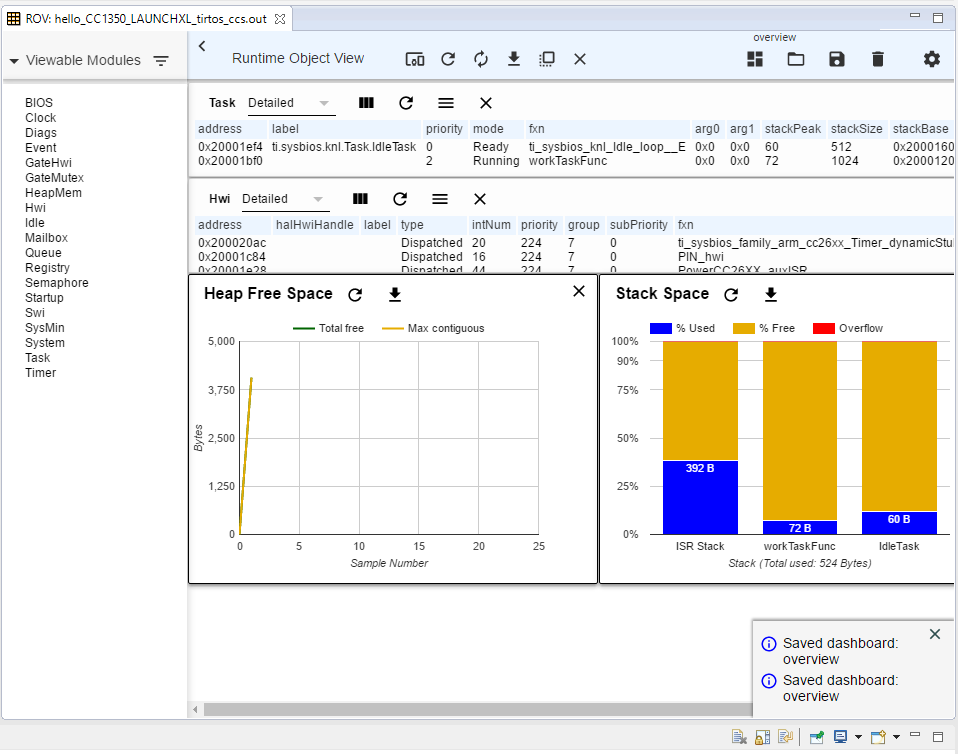 ROV: hello_CC1350_LAUNCHXL_tirtos_ccs.out
Viewable Modules
BIOS
Clock
Diags
Event
GateHwi
GateMutex
HeapMem
Hwi
Idle
Mailbox
Queue
Registry
Semaphore
Startup
Swi
SysMin
System
Task
Timer
Runtime Object View
overview
Task Detailed
address label priority mode fxn arg0 arg1 stackPeak stackSize stackBase
0x20001ef4 ti.sysbios.knl.Task.IdleTask 0 Ready ti_sysbios_knl_Idle_loop__E 0x0 0x0 60 512 0x2000160
0x20001bf0 2 Running workTaskFunc 0x0 0x0 72 1024 0x2000120
Hwi Detailed
address halHwiHandle label type intNum priority group subPriority fxn
0x200020ac Dispatched 20 224 7 0 ti_sysbios_family_arm_cc26xx_Timer_dynamicStu
0x20001c84 Dispatched 16 224 7 0 PIN_hwi
0x20001e28 Dispatched 44 224 7 0 PowerCC26XX_auxISR
Heap Free Space
Total free Max contiguous
5,000
3,750
2,500
1,250
0
Bytes
0 5 10 15 20 25
Sample Number
Stack Space
% Used % Free Overflow
100%
90%
75%
50%
25%
0%
392 B
72 B
60 B
ISR Stack workTaskFunc IdleTask
Stack (Total used: 524 Bytes)
Saved dashboard:
overview
Saved dashboard:
overview